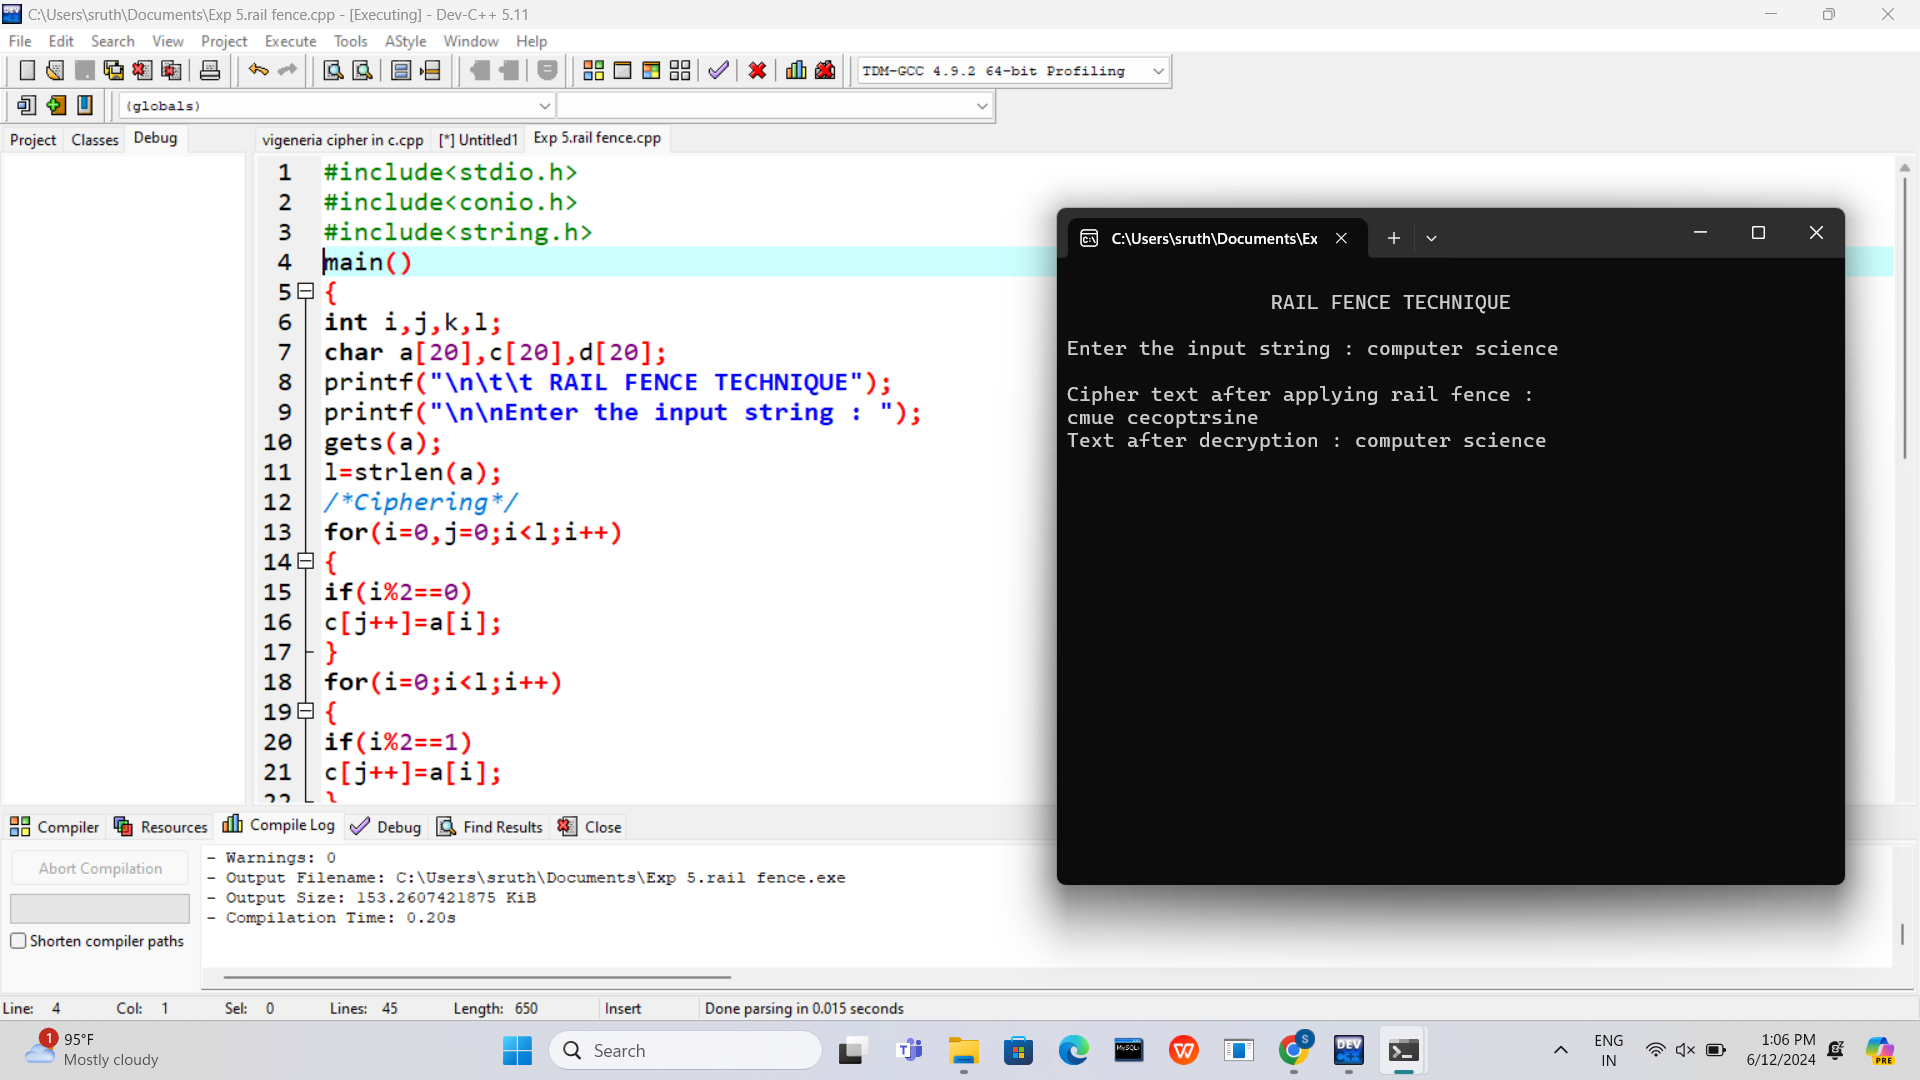 C:\Users\sruth\Documents\Exp 5.rail fence.cpp - [Executing] - Dev-C++ 5.11
File Edit Search View Project Execute Tools AStyle Window Help
TDM-GCC 4.9.2 64-bit Profiling
(globals)
Project Classes Debug
vigeneria cipher in c.cpp [*] Untitled1 Exp 5.rail fence.cpp
1 #include<stdio.h>
2 #include<conio.h>
3 #include<string.h>
4 main()
5 {
6 int i,j,k,l;
7 char a[20],c[20],d[20];
8 printf("\n\t\t RAIL FENCE TECHNIQUE");
9 printf("\n\nEnter the input string : ");
10 gets(a);
11 l=strlen(a);
12 /*Ciphering*/
13 for(i=0,j=0;i<l;i++)
14 {
15 if(i%2==0)
16 c[j++]=a[i];
17 }
18 for(i=0;i<l;i++)
19 {
20 if(i%2==1)
21 c[j++]=a[i];
22 }
C:\Users\sruth\Documents\Ex
RAIL FENCE TECHNIQUE
Enter the input string : computer science
Cipher text after applying rail fence :
cmue cecoptrsine
Text after decryption : computer science
Compiler Resources Compile Log Debug Find Results Close
Abort Compilation
Shorten compiler paths
- Warnings: 0
- Output Filename: C:\Users\sruth\Documents\Exp 5.rail fence.exe
- Output Size: 153.2607421875 KiB
- Compilation Time: 0.20s
Line: 4 Col: 1 Sel: 0 Lines: 45 Length: 650 Insert Done parsing in 0.015 seconds
1
95°F
Mostly cloudy
Search
MySQL
S
DEV
C++
ENG
IN
1:06 PM
6/12/2024
PRE